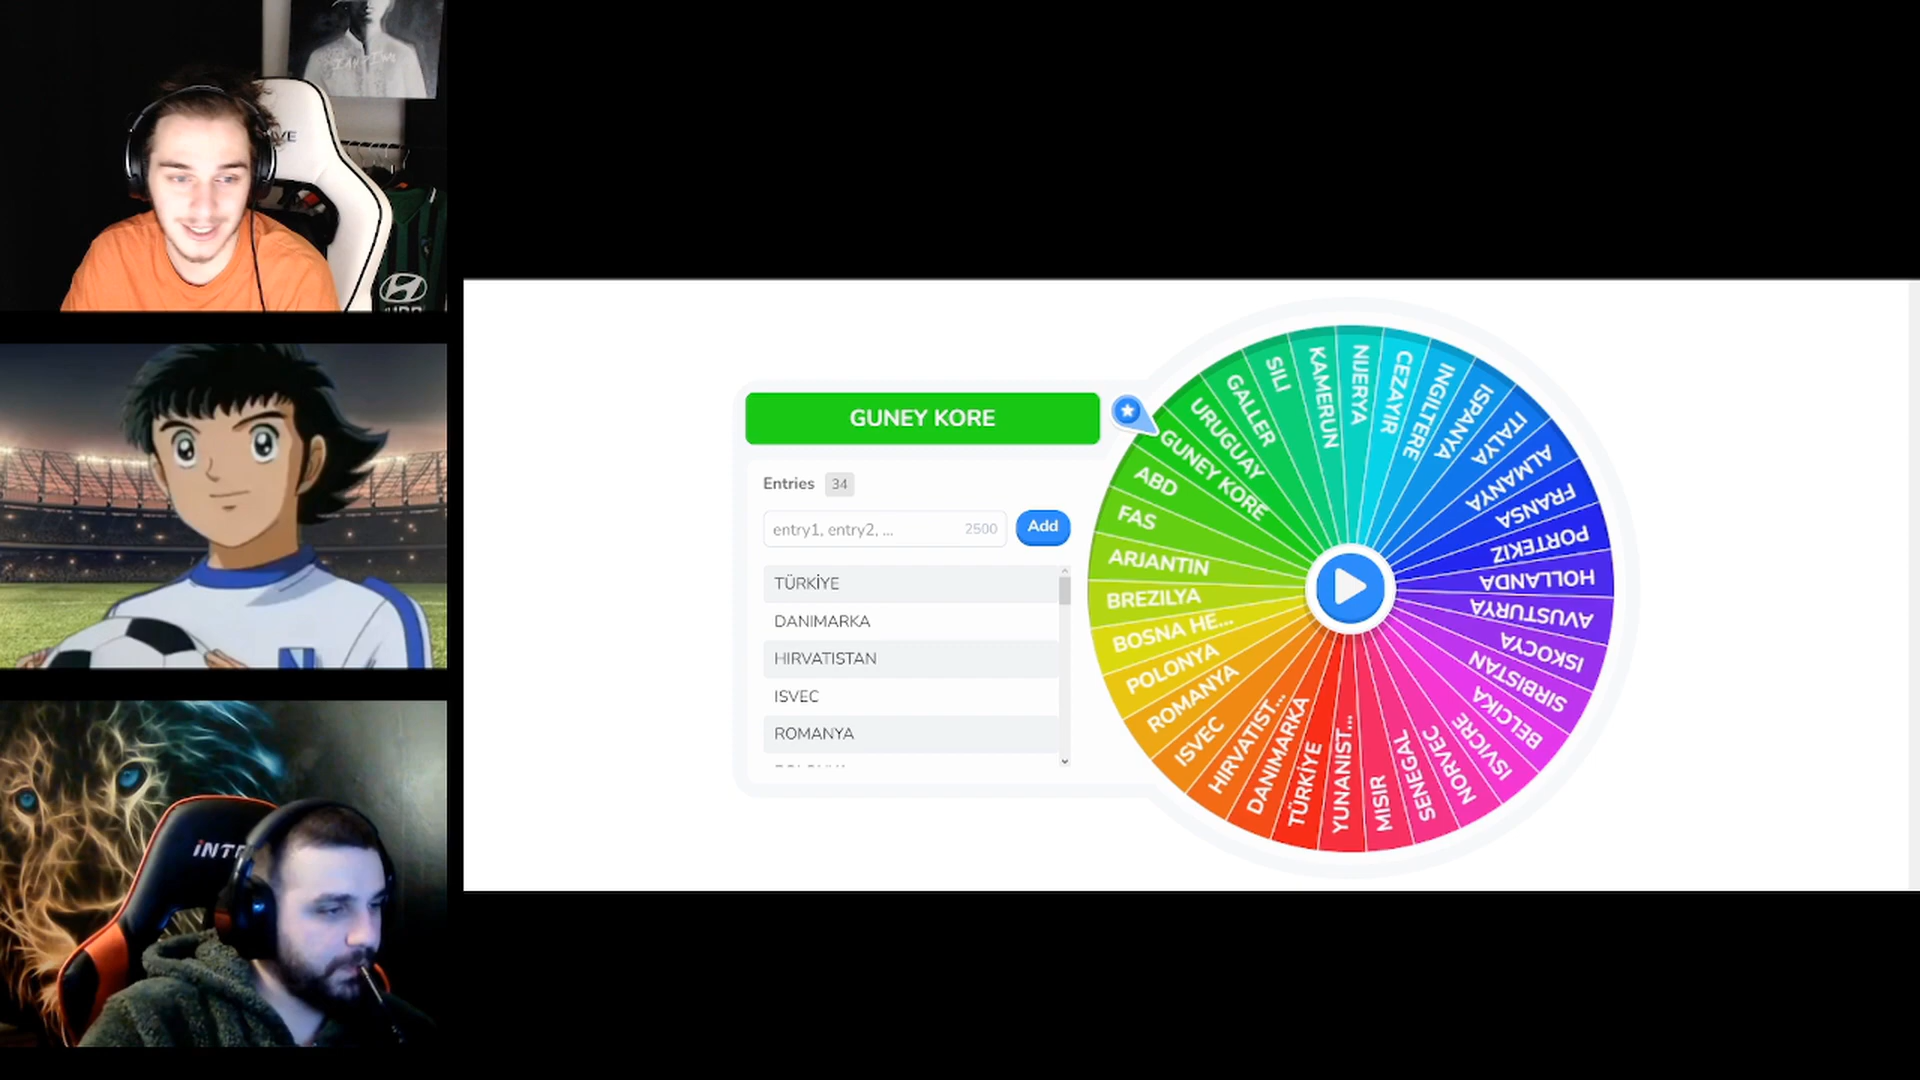 GUNEY KORE
Entries 34
entry1, entry2, ... 2500 Add
TÜRKİYE
DANIMARKA
HIRVATISTAN
ISVEC
ROMANYA
NIJERYA
CEZAYIR
INGILTERE
ISPANYA
ITALYA
ALMANYA
FRANSA
PORTEKIZ
HOLLANDA
AVUSTURYA
ISKOCYA
SIRBISTAN
BELCIKA
ISVICRE
NORVEC
SENEGAL
MISIR
YUNANIST...
TÜRKİYE
DANIMARKA
HIRVATIST...
ISVEC
ROMANYA
POLONYA
BOSNA HE...
BREZILYA
ARJANTIN
FAS
ABD
GUNEY KORE
URUGUAY
GALLER
SILI
KAMERUN